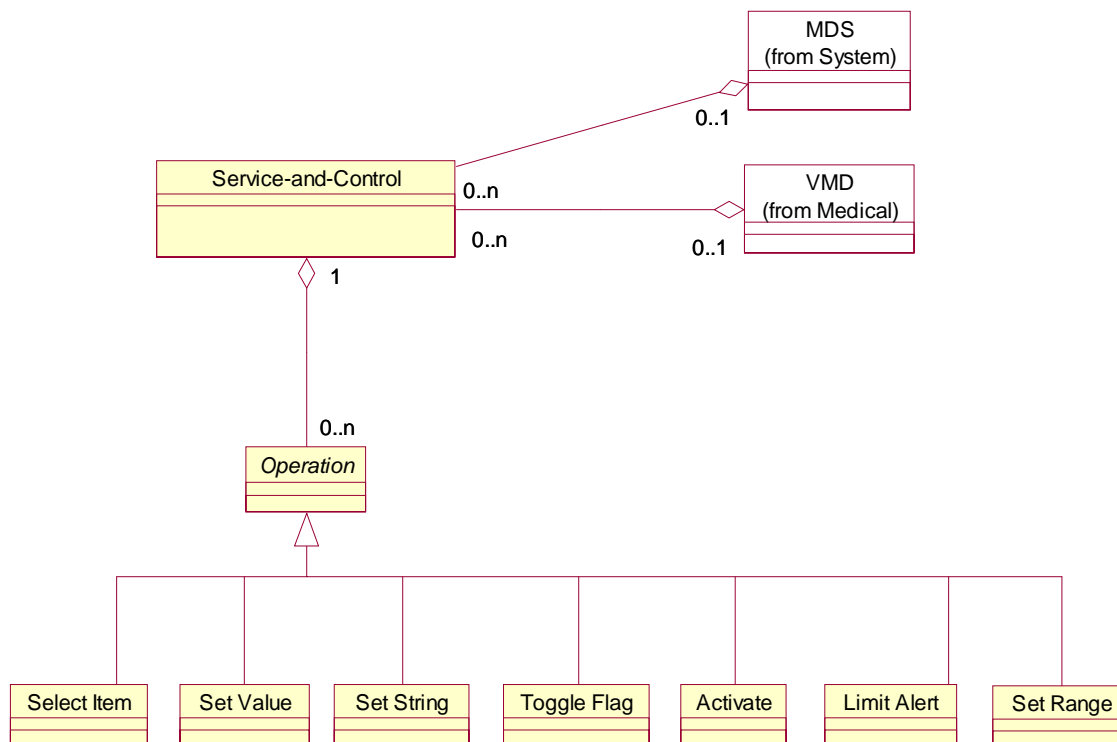 MDS
(from System)
0..1
Service-and-Control
0..n
VMD
(from Medical)
0..n
0..1
1
0..n
Operation
Select Item
Set Value
Set String
Toggle Flag
Activate
Limit Alert
Set Range